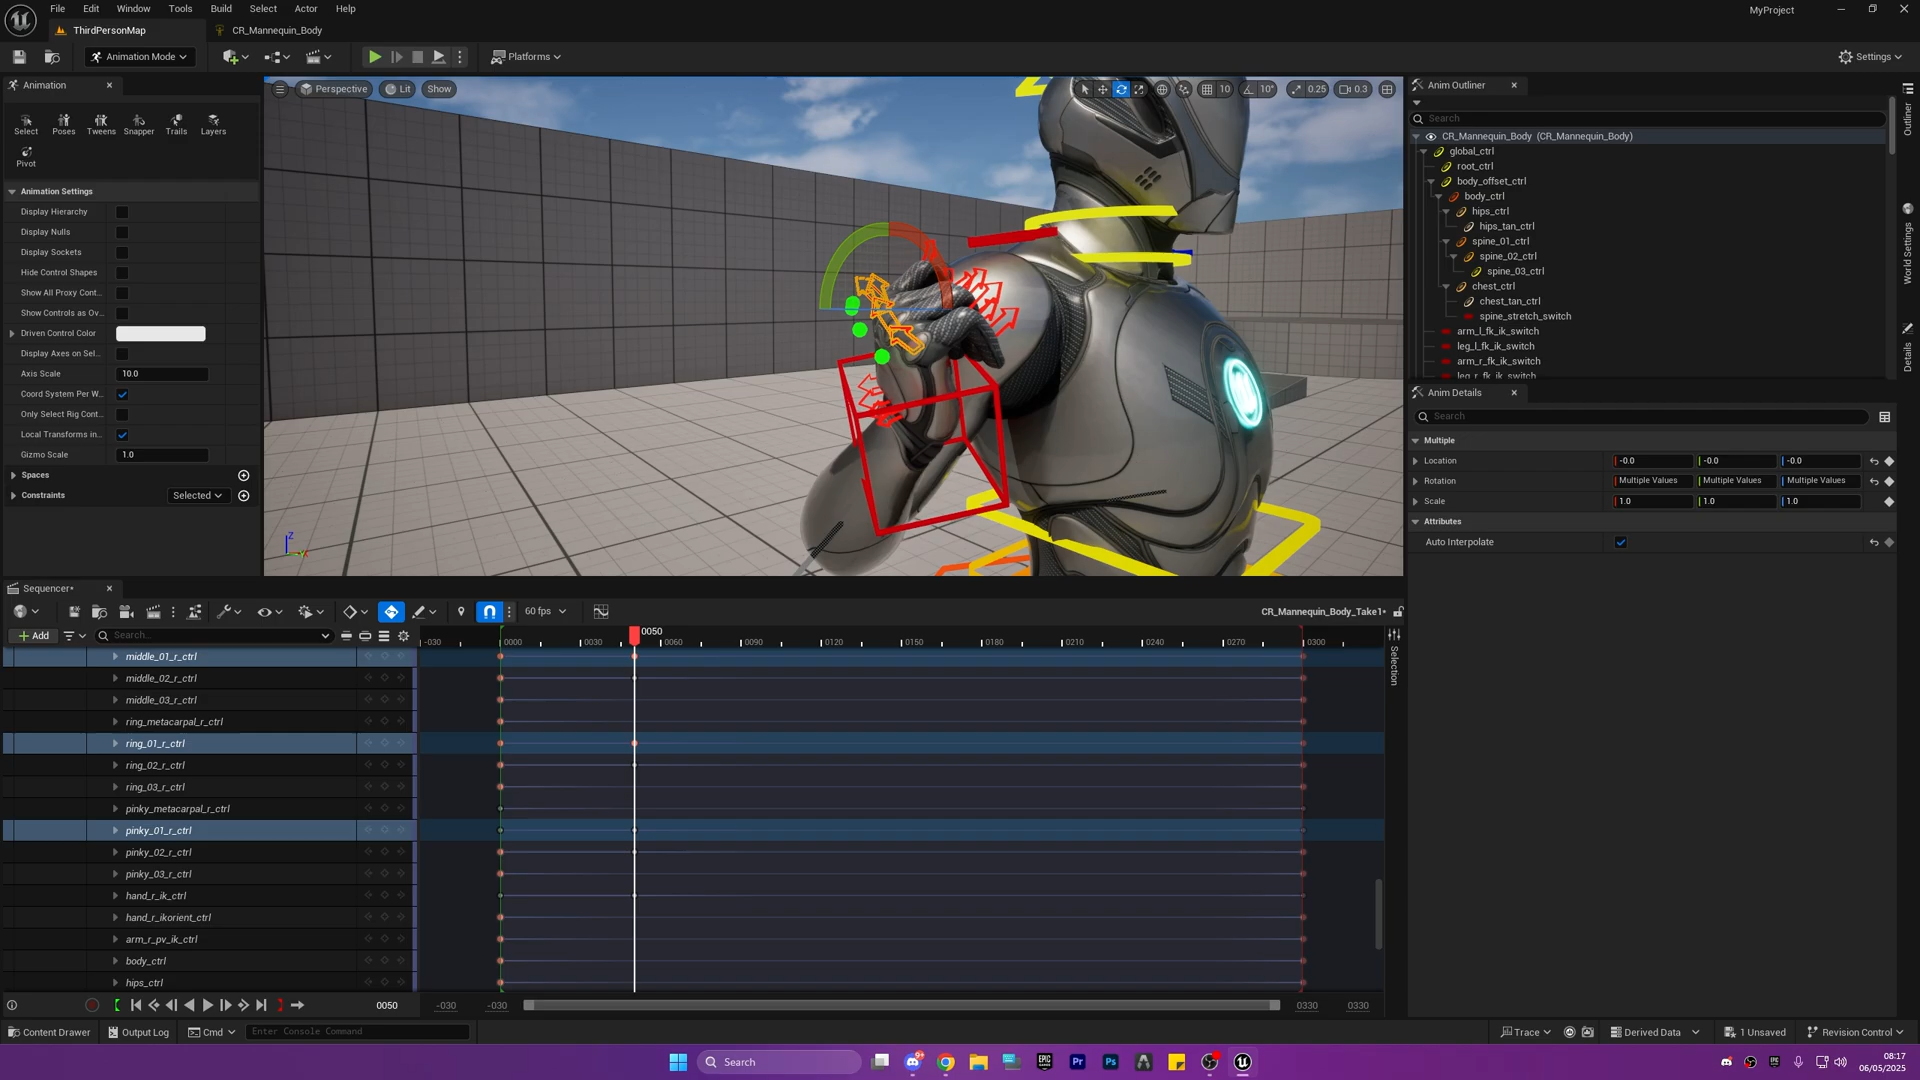 File Edit Window Tools Build Select Actor Help
MyProject
ThirdPersonMap
CR_Mannequin_Body
Animation Mode
Platforms
Settings
Animation
Perspective
Lit
Show
10
10°
0.25
0.3
Anim Outliner
Outliner
Search
Select
Poses
Tweens
Snapper
Trails
Layers
Pivot
CR_Mannequin_Body (CR_Mannequin_Body)
global_ctrl
root_ctrl
body_offset_ctrl
body_ctrl
hips_ctrl
hips_tan_ctrl
spine_01_ctrl
spine_02_ctrl
spine_03_ctrl
chest_ctrl
chest_tan_ctrl
spine_stretch_switch
arm_l_fk_ik_switch
leg_l_fk_ik_switch
arm_r_fk_ik_switch
leg_r_fk_ik_switch
World Settings
Details
Animation Settings
Display Hierarchy
Display Nulls
Display Sockets
Hide Control Shapes
Show All Proxy Cont...
Show Controls as Ov...
Driven Control Color
Display Axes on Sel...
Axis Scale 10.0
Coord System Per W...
Only Select Rig Cont...
Local Transforms in...
Gizmo Scale 1.0
Spaces
Constraints Selected
Z
Anim Details
Search
Multiple
Location -0.0 -0.0 -0.0
Rotation Multiple Values Multiple Values Multiple Values
Scale 1.0 1.0 1.0
Attributes
Auto Interpolate
Sequencer*
60 fps
CR_Mannequin_Body_Take1*
Add
Search...
0050
-030 0000 0030 0060 0090 0120 0150 0180 0210 0240 0270 0300
Selection
middle_01_r_ctrl
middle_02_r_ctrl
middle_03_r_ctrl
ring_metacarpal_r_ctrl
ring_01_r_ctrl
ring_02_r_ctrl
ring_03_r_ctrl
pinky_metacarpal_r_ctrl
pinky_01_r_ctrl
pinky_02_r_ctrl
pinky_03_r_ctrl
hand_r_ik_ctrl
hand_r_ikorient_ctrl
arm_r_pv_ik_ctrl
body_ctrl
hips_ctrl
0050 -030 -030 0330 0330
Content Drawer
Output Log
Cmd
Enter Console Command
Trace
Derived Data
1 Unsaved
Revision Control
Search
EPIC
Pr
Ps
08:17
06/05/2025